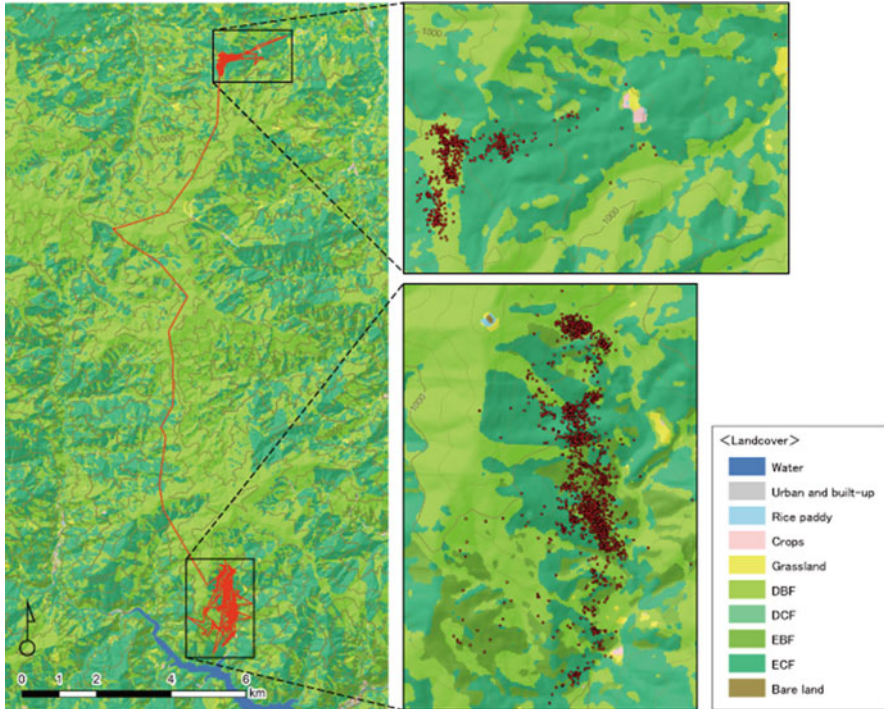 1000
1000
1000
1000
<Landcover>
Water
Urban and built-up
Rice paddy
Crops
Grassland
DBF
DCF
EBF
ECF
Bare land
0 2 4 6
km